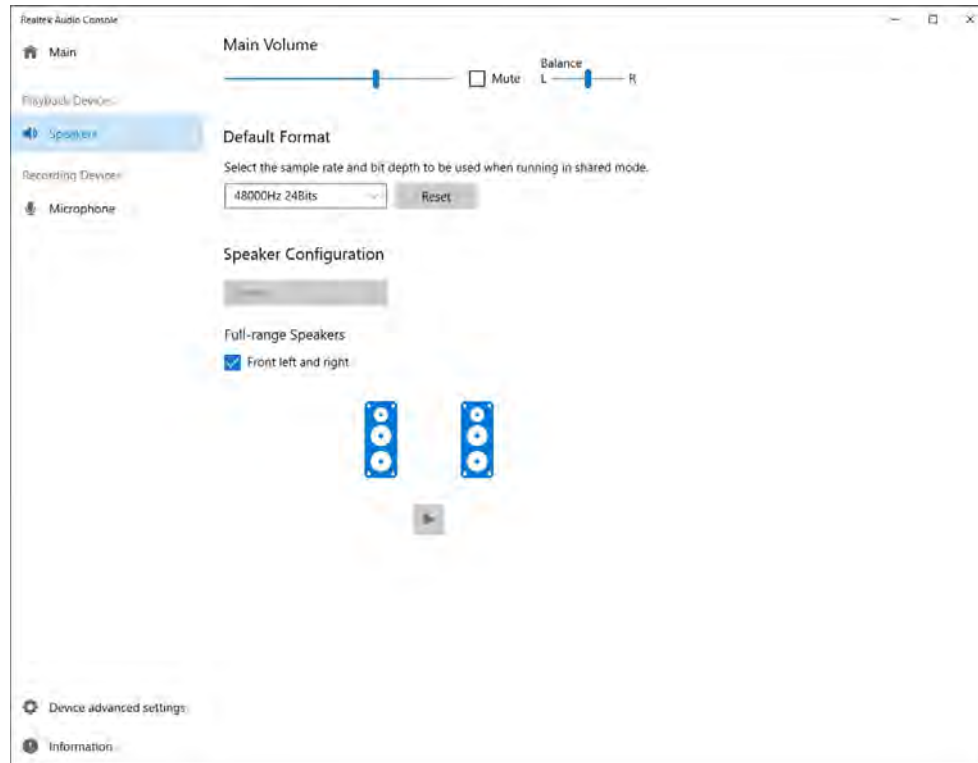 Realtek Audio Console
Main
Main Volume
Mute
Balance
L
R
Playback Devices
Speakers
Default Format
Select the sample rate and bit depth to be used when running in shared mode.
48000Hz 24Bits
Reset
Recording Devices
Microphone
Speaker Configuration
Full-range Speakers
Front left and right
Device advanced settings
Information